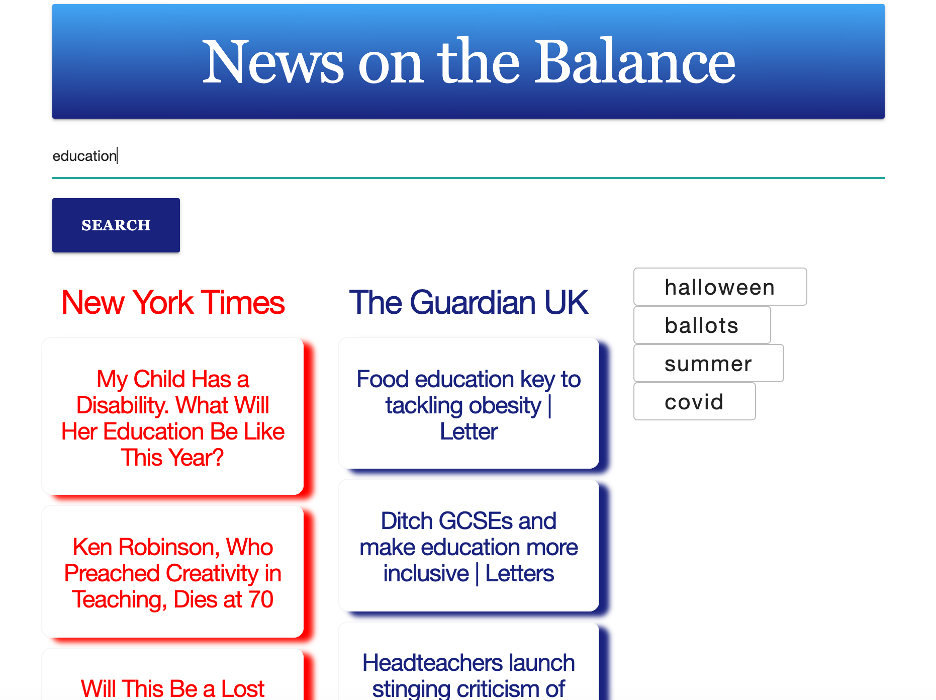 News on the Balance
education
SEARCH
New York Times
My Child Has a
Disability. What Will
Her Education Be Like
This Year?
Ken Robinson, Who
Preached Creativity in
Teaching, Dies at 70
Will This Be a Lost
The Guardian UK
Food education key to
tackling obesity |
Letter
Ditch GCSEs and
make education more
inclusive | Letters
Headteachers launch
stinging criticism of
halloween
ballots
summer
covid